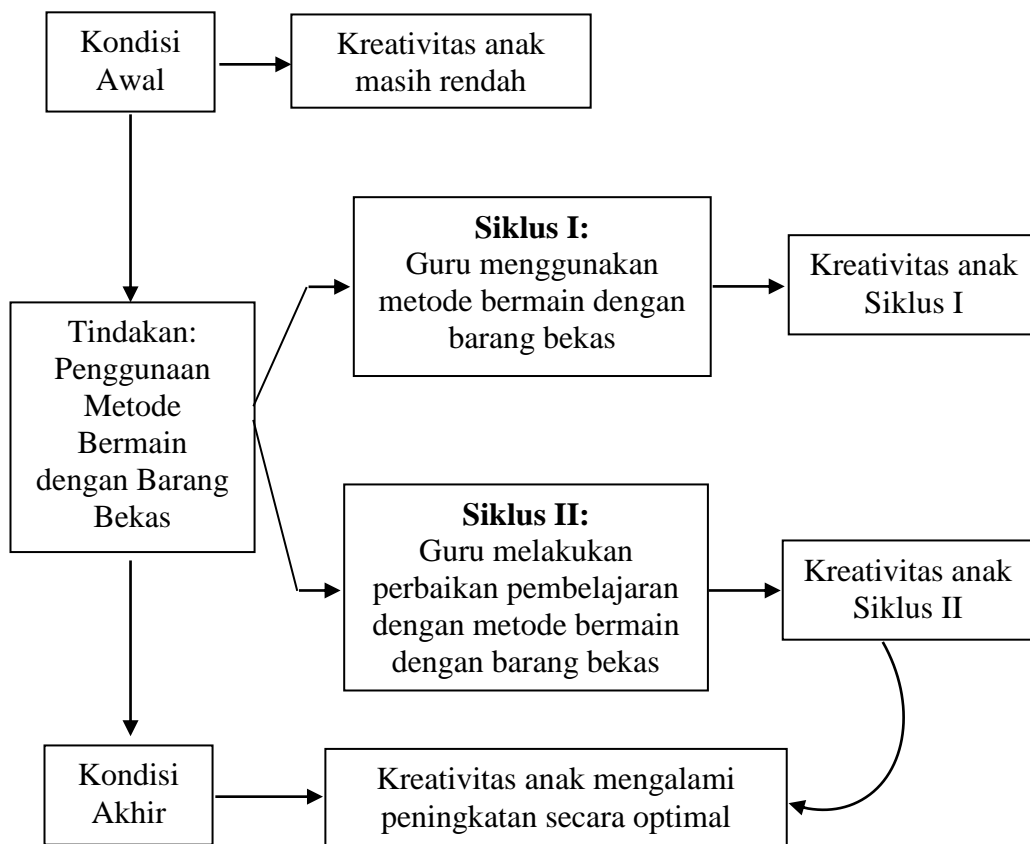 Kondisi
Awal
Kreativitas anak
masih rendah
Siklus I:
Guru menggunakan
metode bermain dengan
barang bekas
Kreativitas anak
Siklus I
Tindakan:
Penggunaan
Metode
Bermain
dengan Barang
Bekas
Siklus II:
Guru melakukan
perbaikan pembelajaran
dengan metode bermain
dengan barang bekas
Kreativitas anak
Siklus II
Kondisi
Akhir
Kreativitas anak mengalami
peningkatan secara optimal